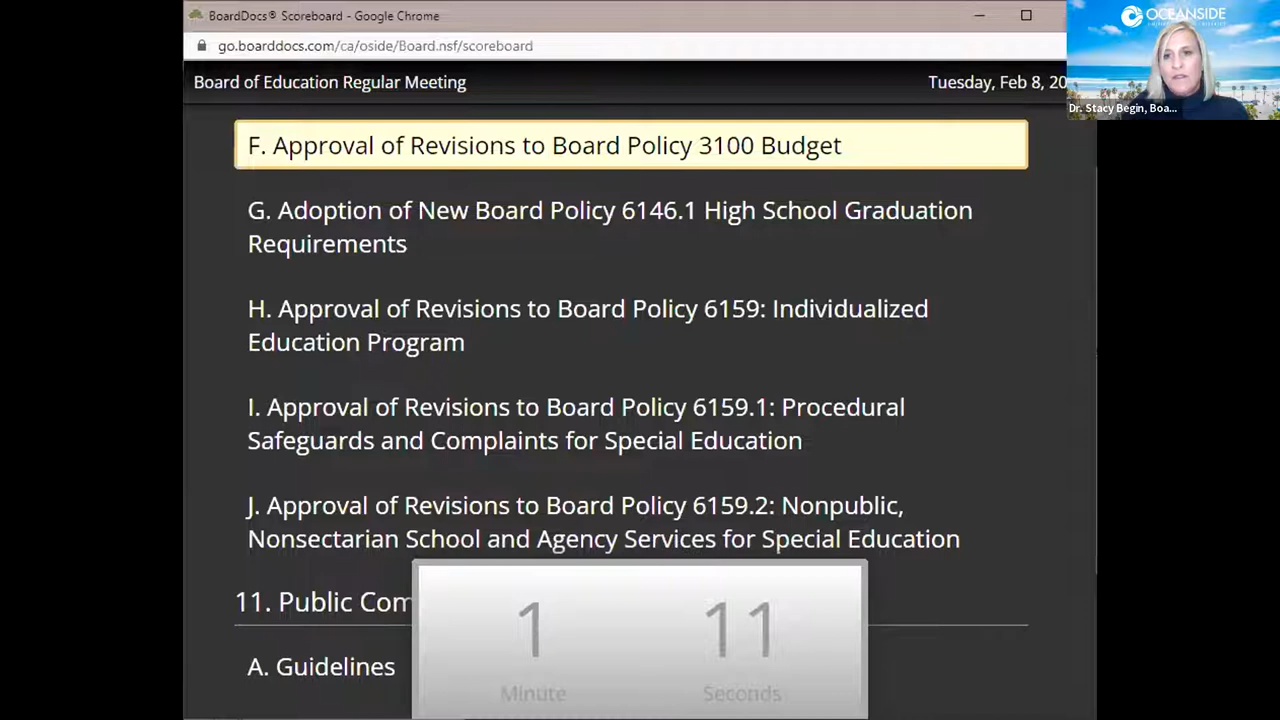 BoardDocs® Scoreboard - Google Chrome
go.boarddocs.com/ca/oside/Board.nsf/scoreboard
OCEANSIDE
Board of Education Regular Meeting
Tuesday, Feb 8, 20
Dr. Stacy Begin, Boa...
F. Approval of Revisions to Board Policy 3100 Budget
G. Adoption of New Board Policy 6146.1 High School Graduation
Requirements
H. Approval of Revisions to Board Policy 6159: Individualized
Education Program
I. Approval of Revisions to Board Policy 6159.1: Procedural
Safeguards and Complaints for Special Education
J. Approval of Revisions to Board Policy 6159.2: Nonpublic,
Nonsectarian School and Agency Services for Special Education
11. Public Com
1 11
Minute Seconds
A. Guidelines